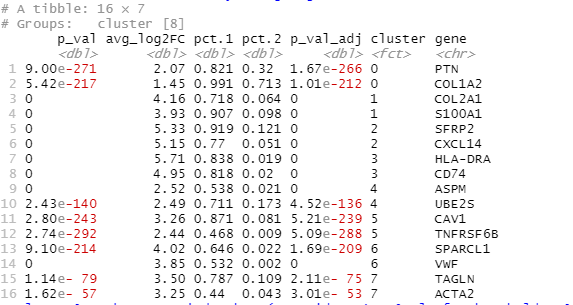 # A tibble: 16 × 7
# Groups:   cluster [8]
p_val avg_log2FC pct.1 pct.2 p_val_adj cluster gene
<dbl> <dbl> <dbl> <dbl> <dbl> <fct> <chr>
1 9.00e-271 2.07 0.821 0.32 1.67e-266 0 PTN
2 5.42e-217 1.45 0.991 0.713 1.01e-212 0 COL1A2
3 0 4.16 0.718 0.064 0 1 COL2A1
4 0 3.93 0.907 0.098 0 1 S100A1
5 0 5.33 0.919 0.121 0 2 SFRP2
6 0 5.15 0.77 0.051 0 2 CXCL14
7 0 5.71 0.838 0.019 0 3 HLA-DRA
8 0 4.95 0.818 0.02 0 3 CD74
9 0 2.52 0.538 0.021 0 4 ASPM
10 2.43e-140 2.49 0.711 0.173 4.52e-136 4 UBE2S
11 2.80e-243 3.26 0.871 0.081 5.21e-239 5 CAV1
12 2.74e-292 2.44 0.468 0.009 5.09e-288 5 TNFRSF6B
13 9.10e-214 4.02 0.646 0.022 1.69e-209 6 SPARCL1
14 0 3.85 0.532 0.002 0 6 VWF
15 1.14e- 79 3.50 0.787 0.109 2.11e- 75 7 TAGLN
16 1.62e- 57 3.25 0.44 0.043 3.01e- 53 7 ACTA2